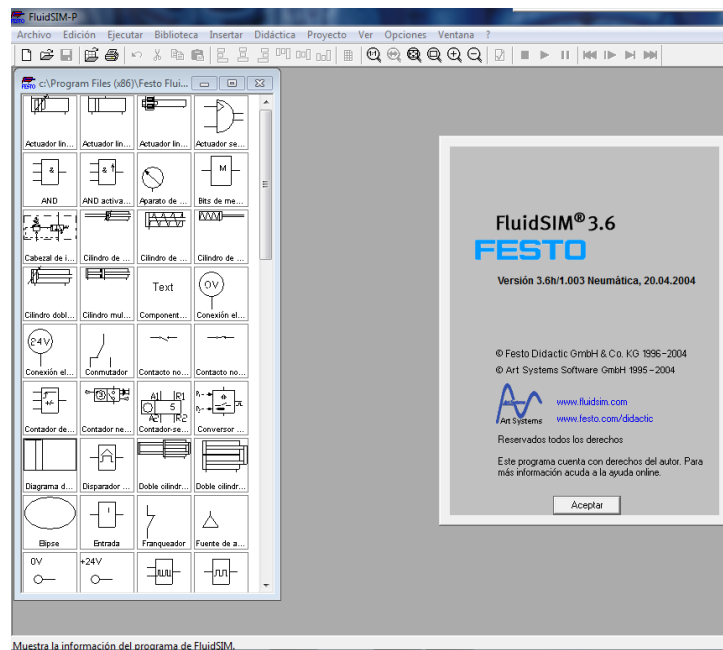 FluidSIM-P
Archivo Edición Ejecutar Biblioteca Insertar Didáctica Proyecto Ver Opciones Ventana ?
c:\Program Files (x86)\Festo Flui...
Actuador lin... Actuador lin... Actuador lin... Actuador se...
& & M
AND AND activa... Aparato de ... Bits de me...
Cabezal de i... Cilindro de ... Cilindro de ... Cilindro de ...
Text 0V
Cilindro dobl... Cilindro mul... Component... Conexión el...
24V
Conexión el... Conmutador Contacto no... Contacto no...
+/- A1 R1
5
A2 R2
Contador de... Contador ne... Contador-se... Conversor ...
Diagrama d... Disparador ... Doble cilindr... Doble cilindr...
Elipse Entrada Franqueador Fuente de a...
0V +24V
FluidSIM® 3.6
FESTO
Versión 3.6h/1.003 Neumática, 20.04.2004
© Festo Didactic GmbH & Co. KG 1996-2004
© Art Systems Software GmbH 1995-2004
Art Systems
www.fluidsim.com
www.festo.com/didactic
Reservados todos los derechos
Este programa cuenta con derechos del autor. Para
más información acuda a la ayuda online.
Aceptar
Muestra la información del programa de FluidSIM.